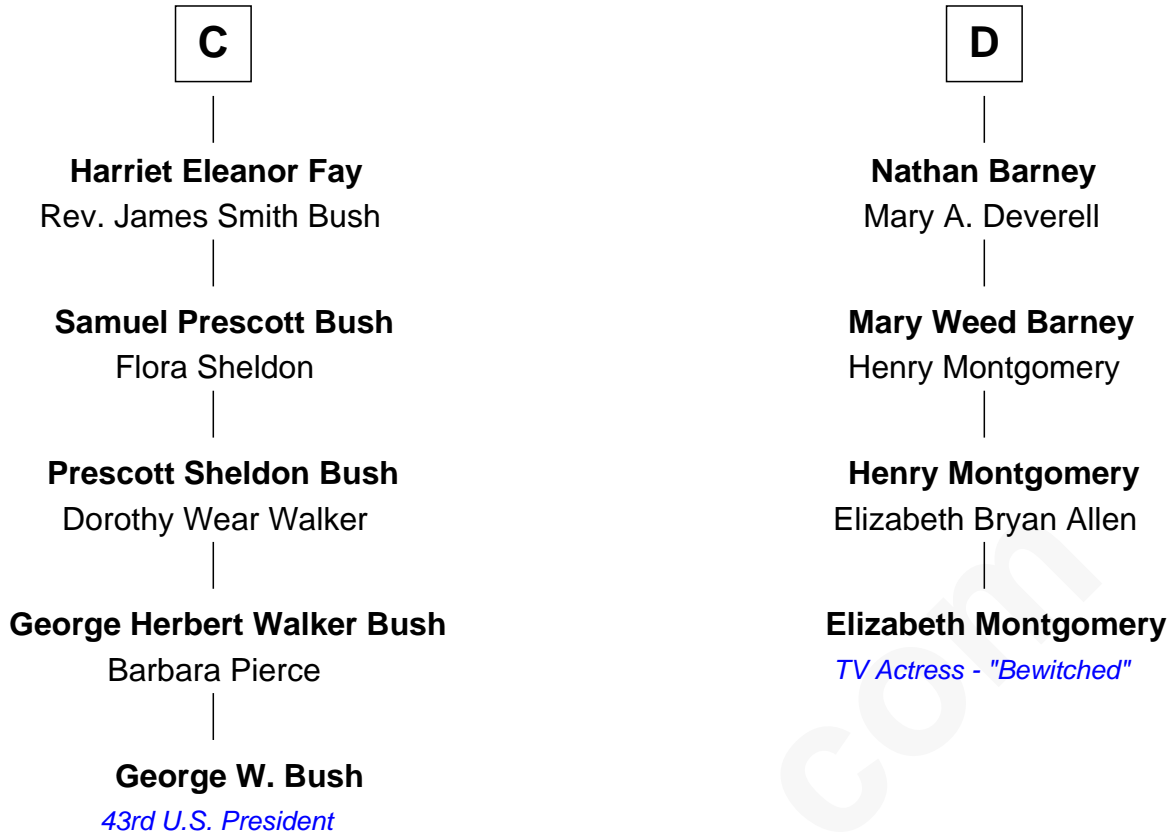 C
Harriet Eleanor Fay
Rev. James Smith Bush
Samuel Prescott Bush
Flora Sheldon
Prescott Sheldon Bush
Dorothy Wear Walker
George Herbert Walker Bush
Barbara Pierce
George W. Bush
43rd U.S. President
D
Nathan Barney
Mary A. Deverell
Mary Weed Barney
Henry Montgomery
Henry Montgomery
Elizabeth Bryan Allen
Elizabeth Montgomery
TV Actress - "Bewitched"
com